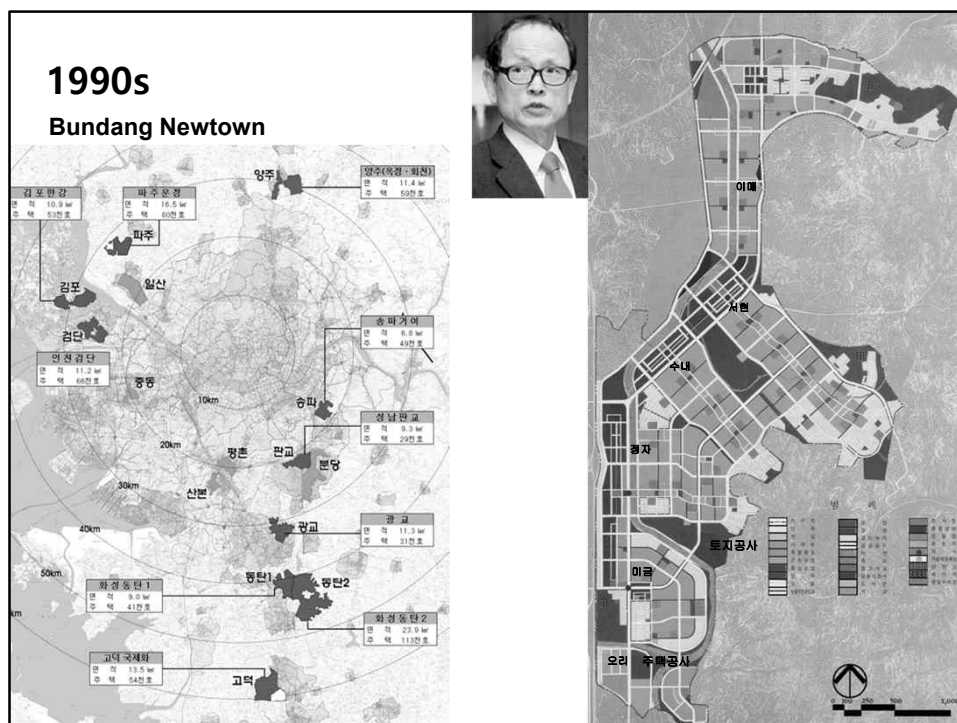 1990s
Bundang Newtown
양주
양주(옥정·회천)
면 적 11.4 ㎢
주 택 59천호
김포한강
면 적 10.9 ㎢
주 택 53천호
파주운정
면 적 16.5 ㎢
주 택 80천호
파주
일산
김포
검단
인천검단
면 적 11.2 ㎢
주 택 66천호
중동
송파거여
면 적 6.8 ㎢
주 택 49천호
10km
송파
성남판교
면 적 9.3 ㎢
주 택 29천호
20km
평촌
판교
분당
산본
30km
광교
광교
면 적 11.3 ㎢
주 택 31천호
40km
50km
동탄1
동탄2
화성동탄1
면 적 9.0 ㎢
주 택 41천호
화성동탄2
면 적 23.9 ㎢
주 택 113천호
km
고덕국제화
면 적 13.5 ㎢
주 택 54천호
고덕
이매
서현
수내
정자
범 례
토지공사
미금
오리
주택공사
0 100 250 500 1,000